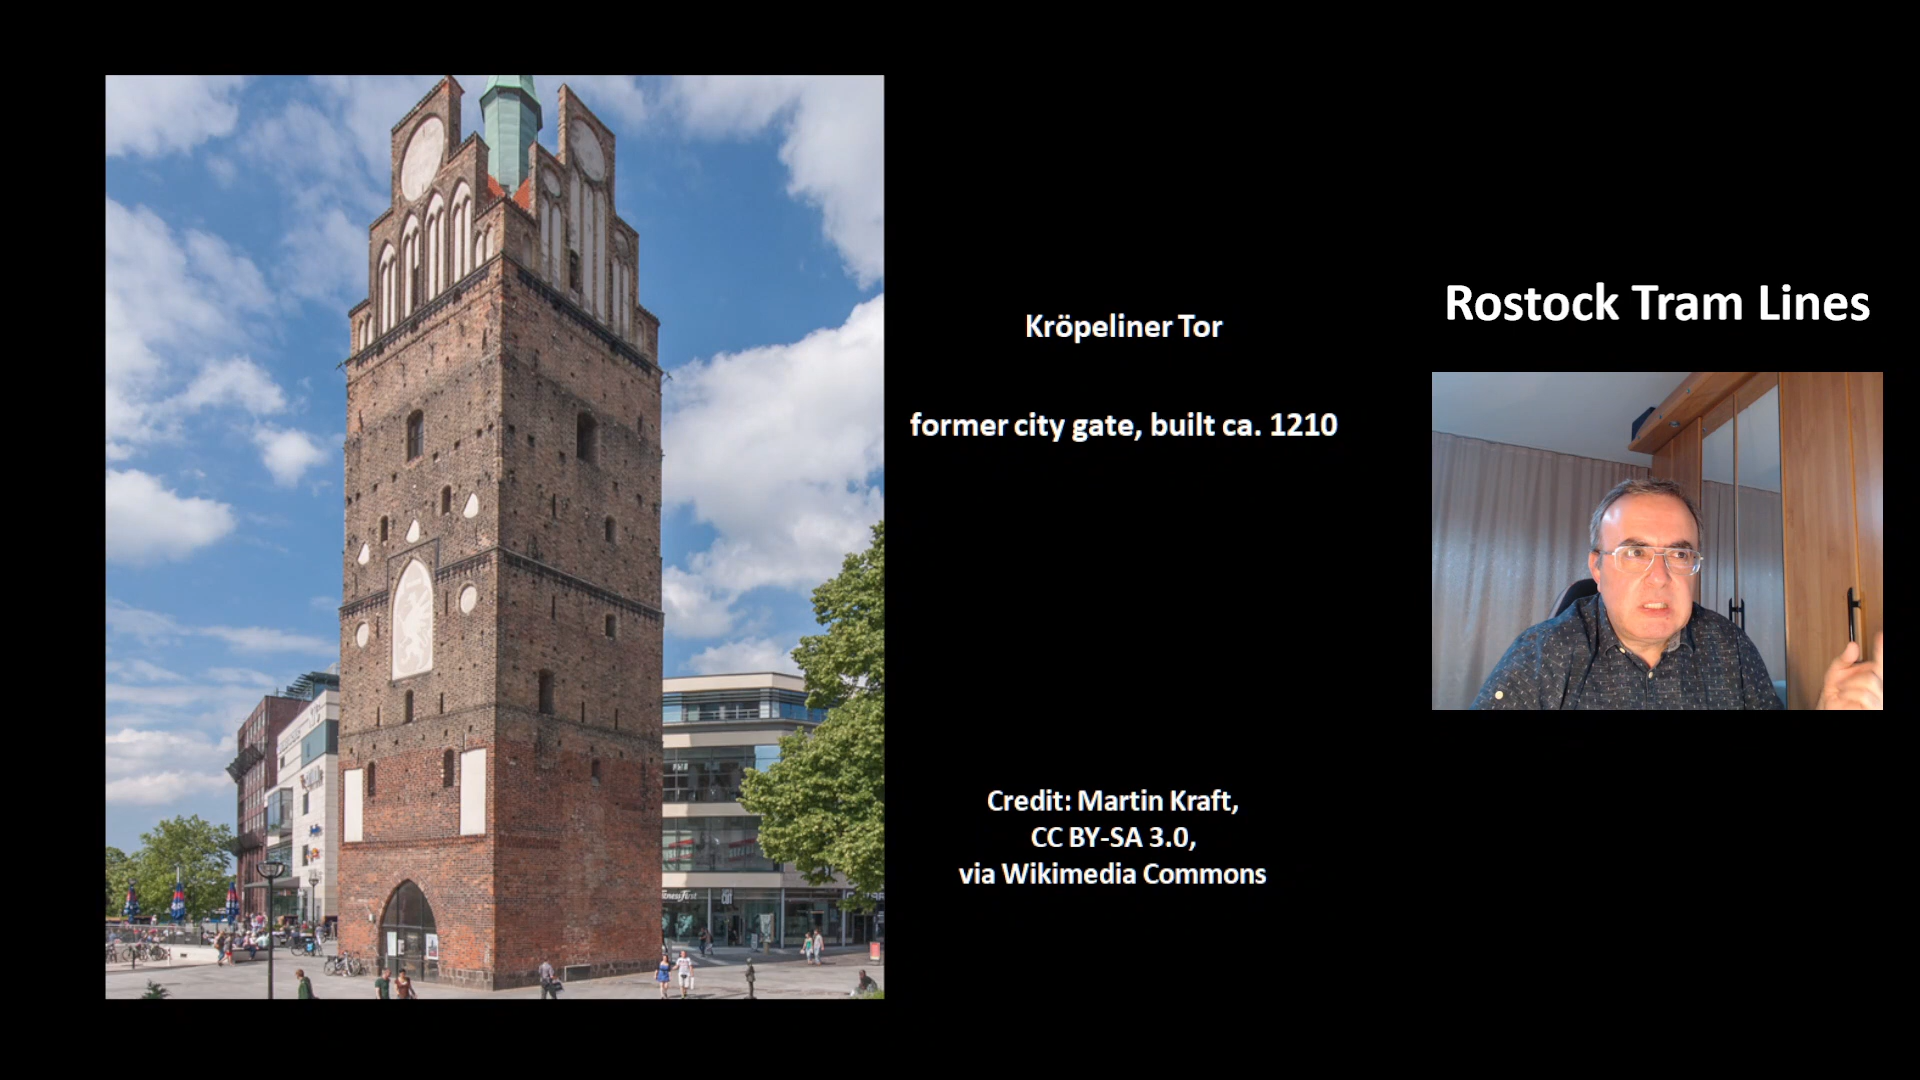 Rostock Tram Lines
Kröpeliner Tor
former city gate, built ca. 1210
Credit: Martin Kraft,
CC BY-SA 3.0,
via Wikimedia Commons